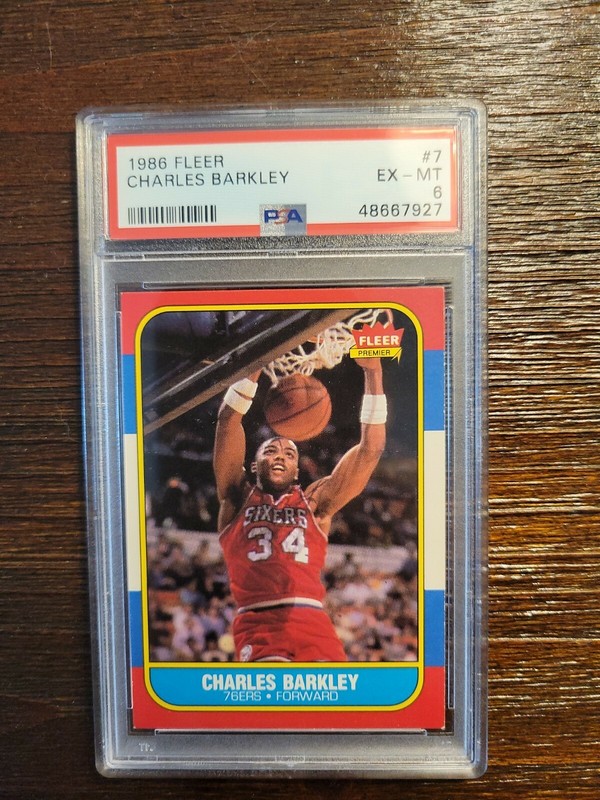 1986 FLEER #7
CHARLES BARKLEY EX - MT
6
PSA 48667927
FLEER
PREMIER
SIXERS
34
CHARLES BARKLEY
76ERS • FORWARD